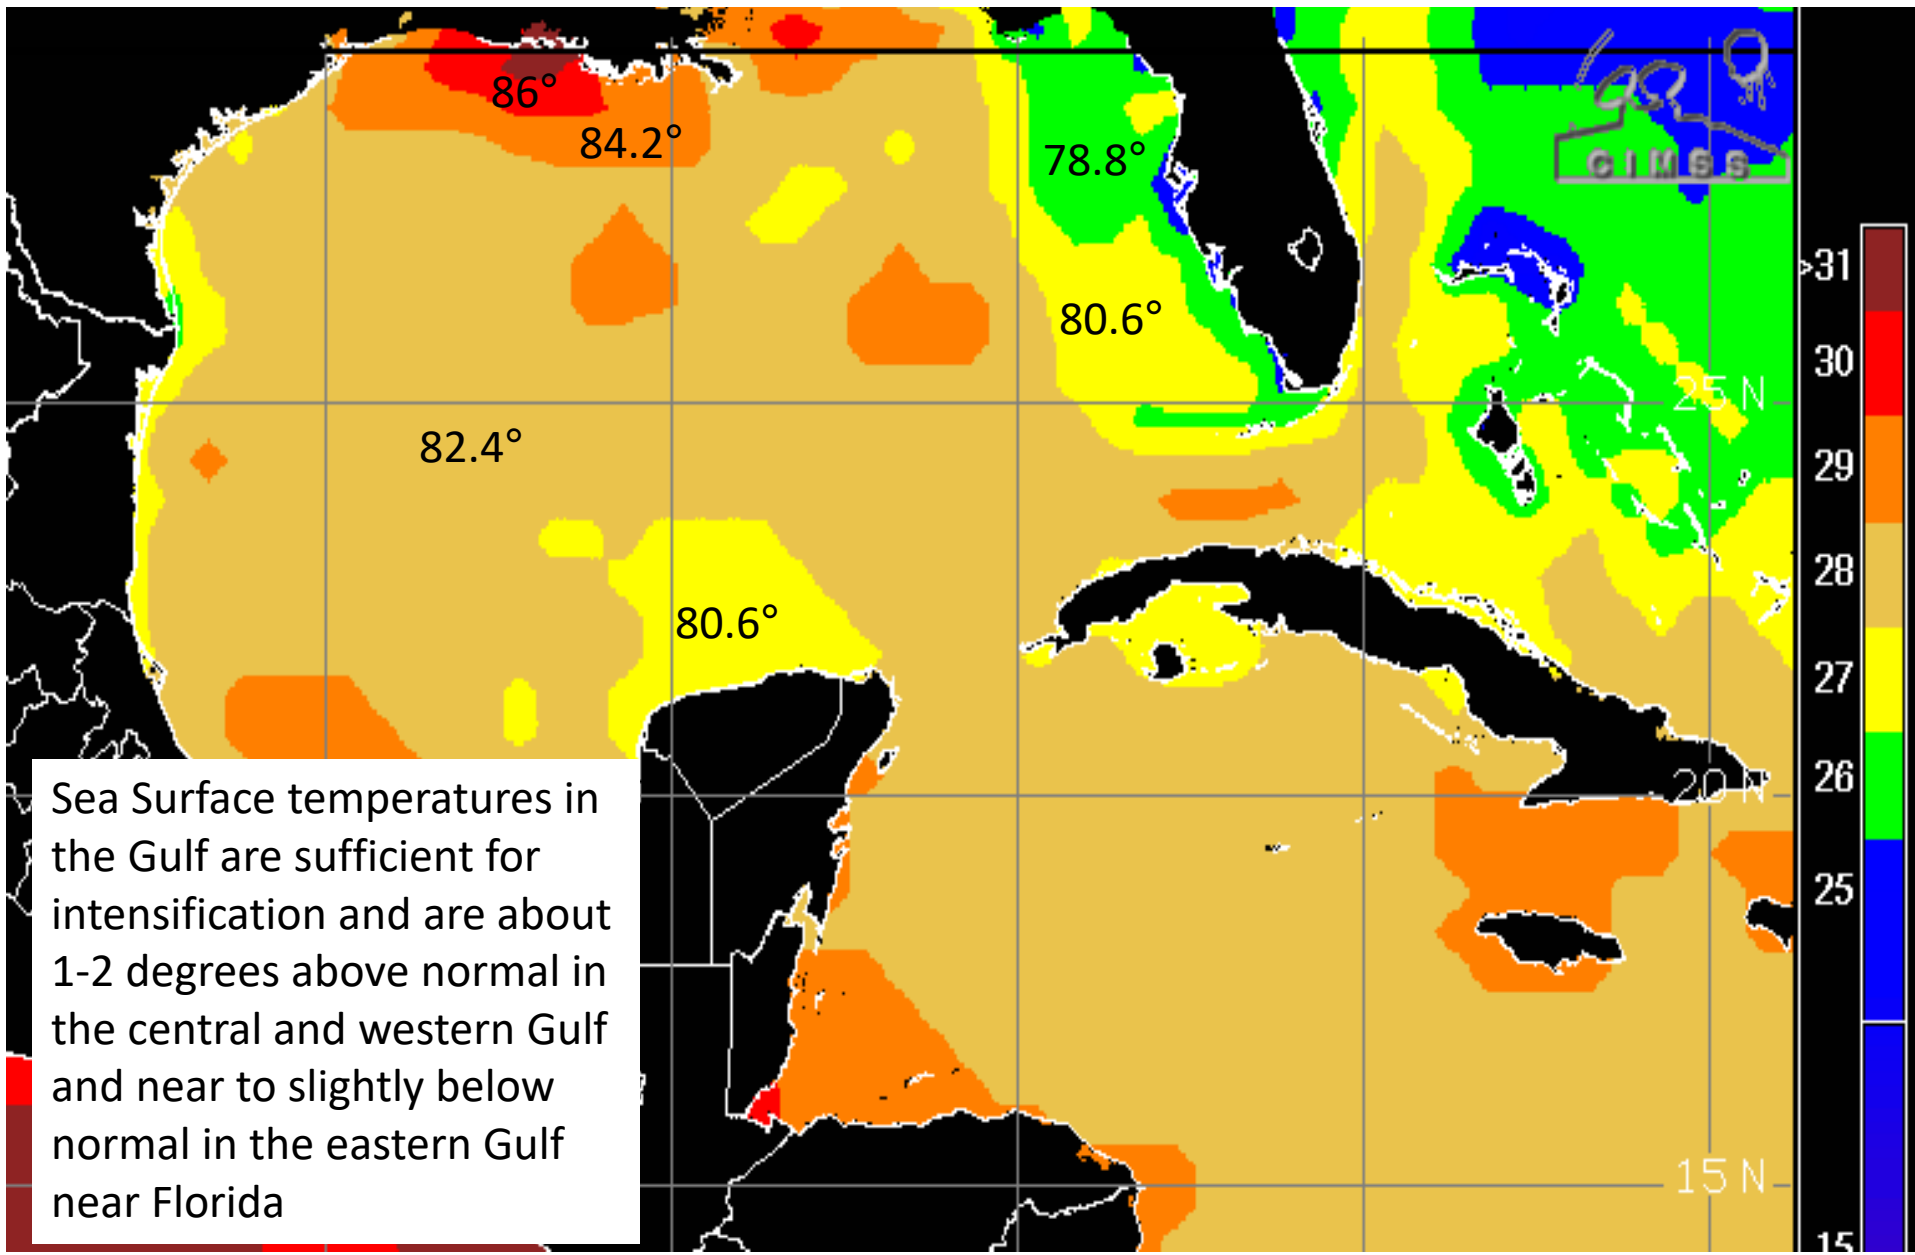 86°
84.2°
78.8°
CIMSS
>31
80.6°
30
25 N
82.4°
29
28
80.6°
27
20 N
26
25
Sea Surface temperatures in
the Gulf are sufficient for
intensification and are about
1-2 degrees above normal in
the central and western Gulf
and near to slightly below
normal in the eastern Gulf
near Florida
15 N
15